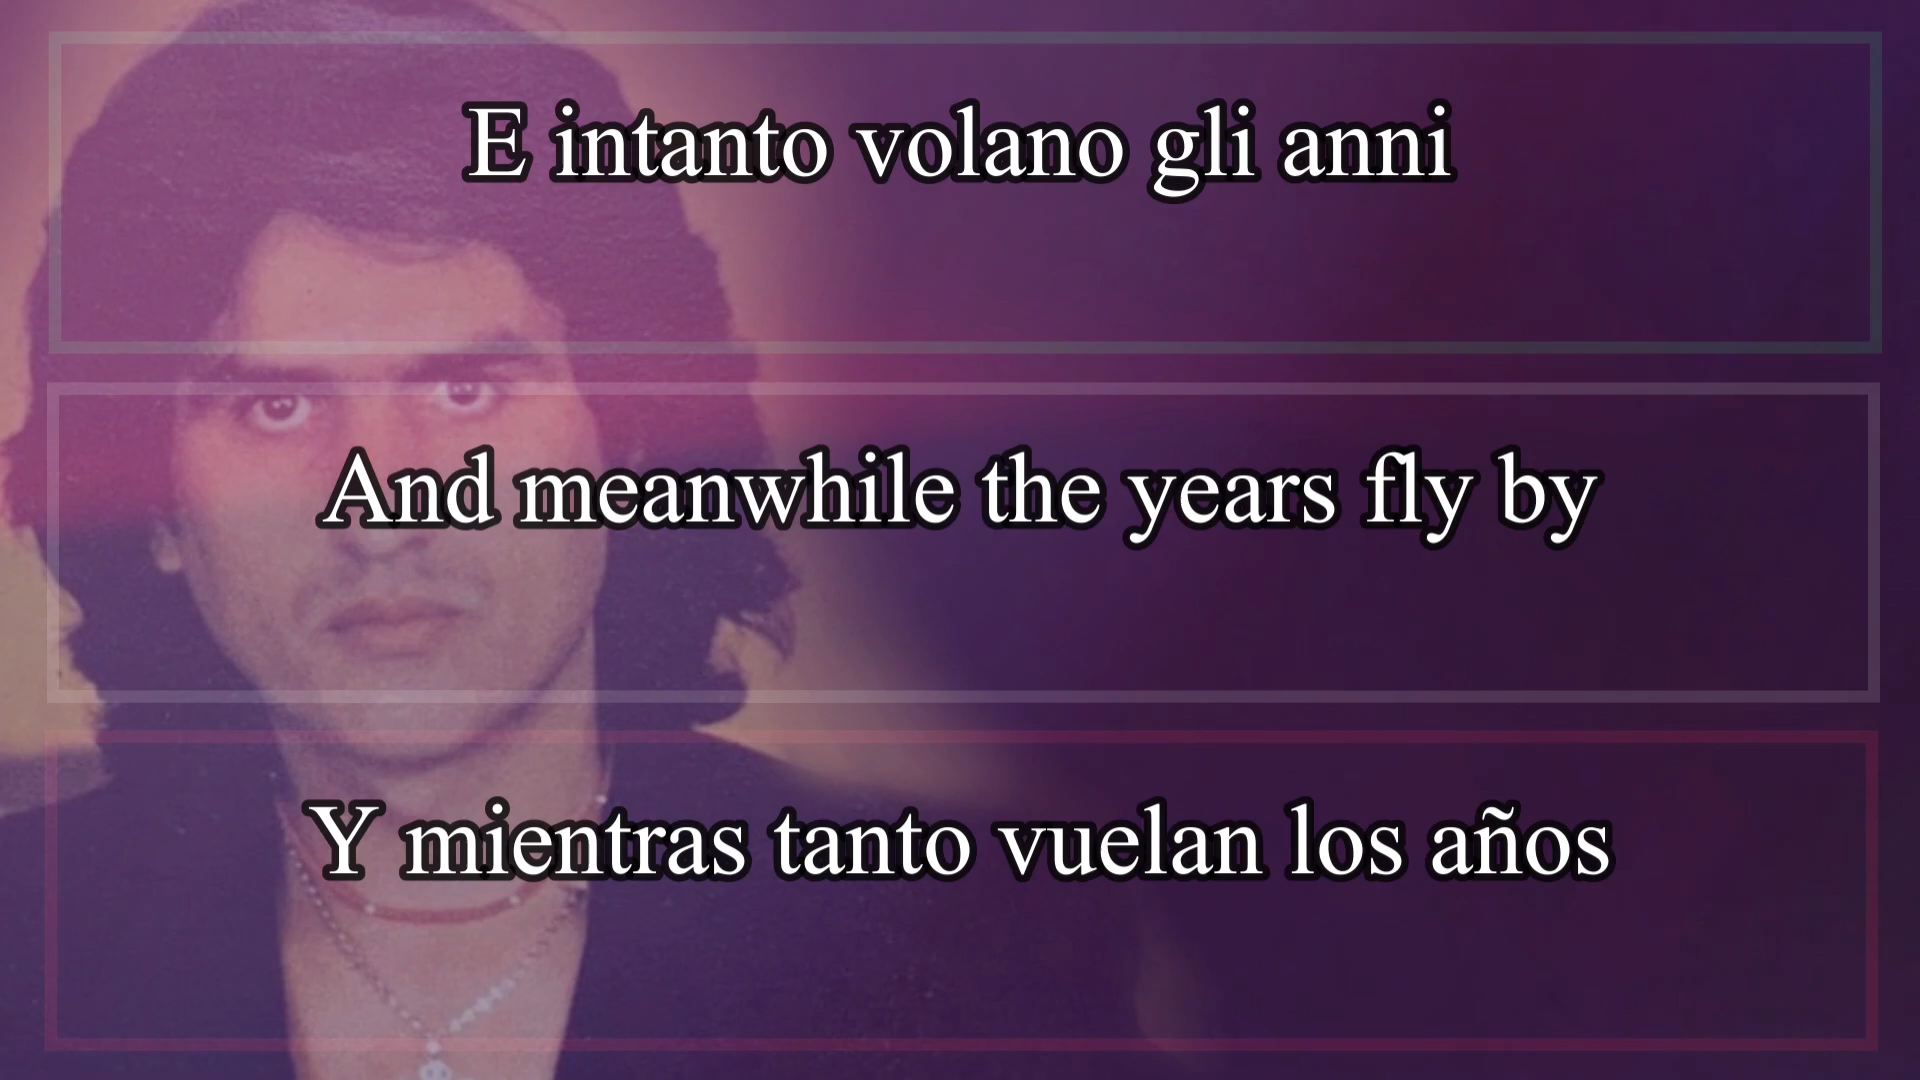 E intanto volano gli anni
And meanwhile the years fly by
Y mientras tanto vuelan los años